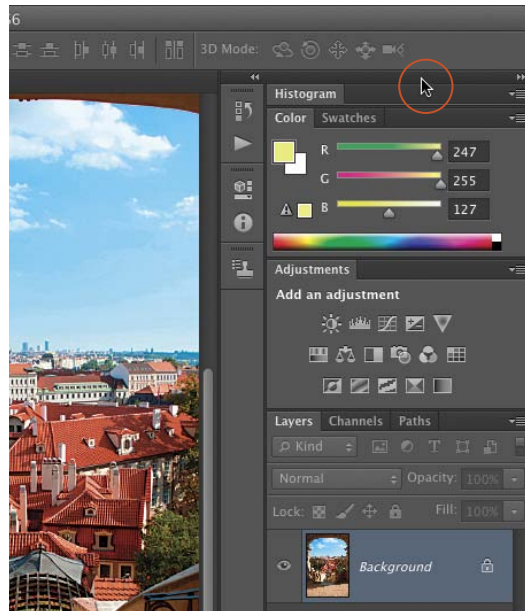 56
3D Mode:
Histogram
Color Swatches
R 247
G 255
B 127
Adjustments
Add an adjustment
Layers Channels Paths
Kind
Normal Opacity: 100%
Lock: Fill: 100%
Background